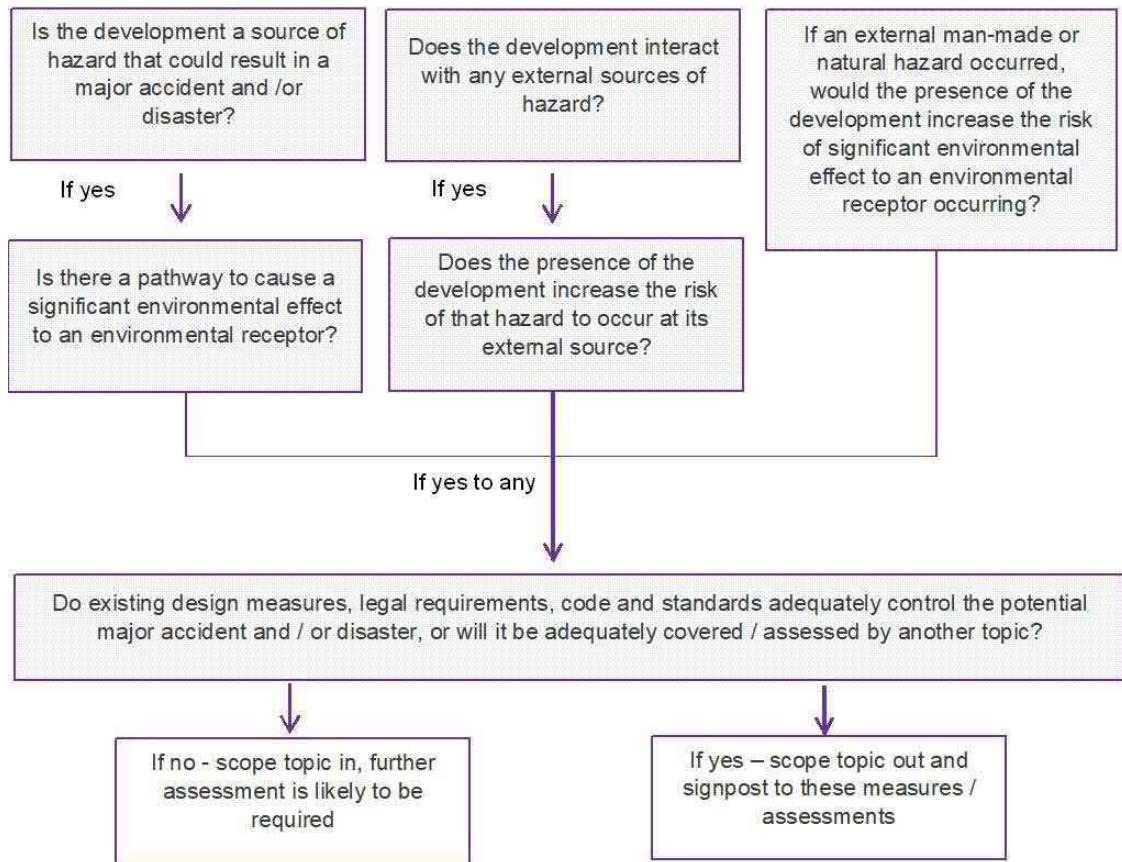 Is the development a source of
hazard that could result in a
major accident and /or
disaster?
Does the development interact
with any external sources of
hazard?
If an external man-made or
natural hazard occurred,
would the presence of the
development increase the risk
of significant environmental
effect to an environmental
receptor occurring?
If yes
If yes
Is there a pathway to cause a
significant environmental effect
to an environmental receptor?
Does the presence of the
development increase the risk
of that hazard to occur at its
external source?
If yes to any
Do existing design measures, legal requirements, code and standards adequately control the potential
major accident and / or disaster, or will it be adequately covered / assessed by another topic?
If no - scope topic in, further
assessment is likely to be
required
If yes – scope topic out and
signpost to these measures /
assessments